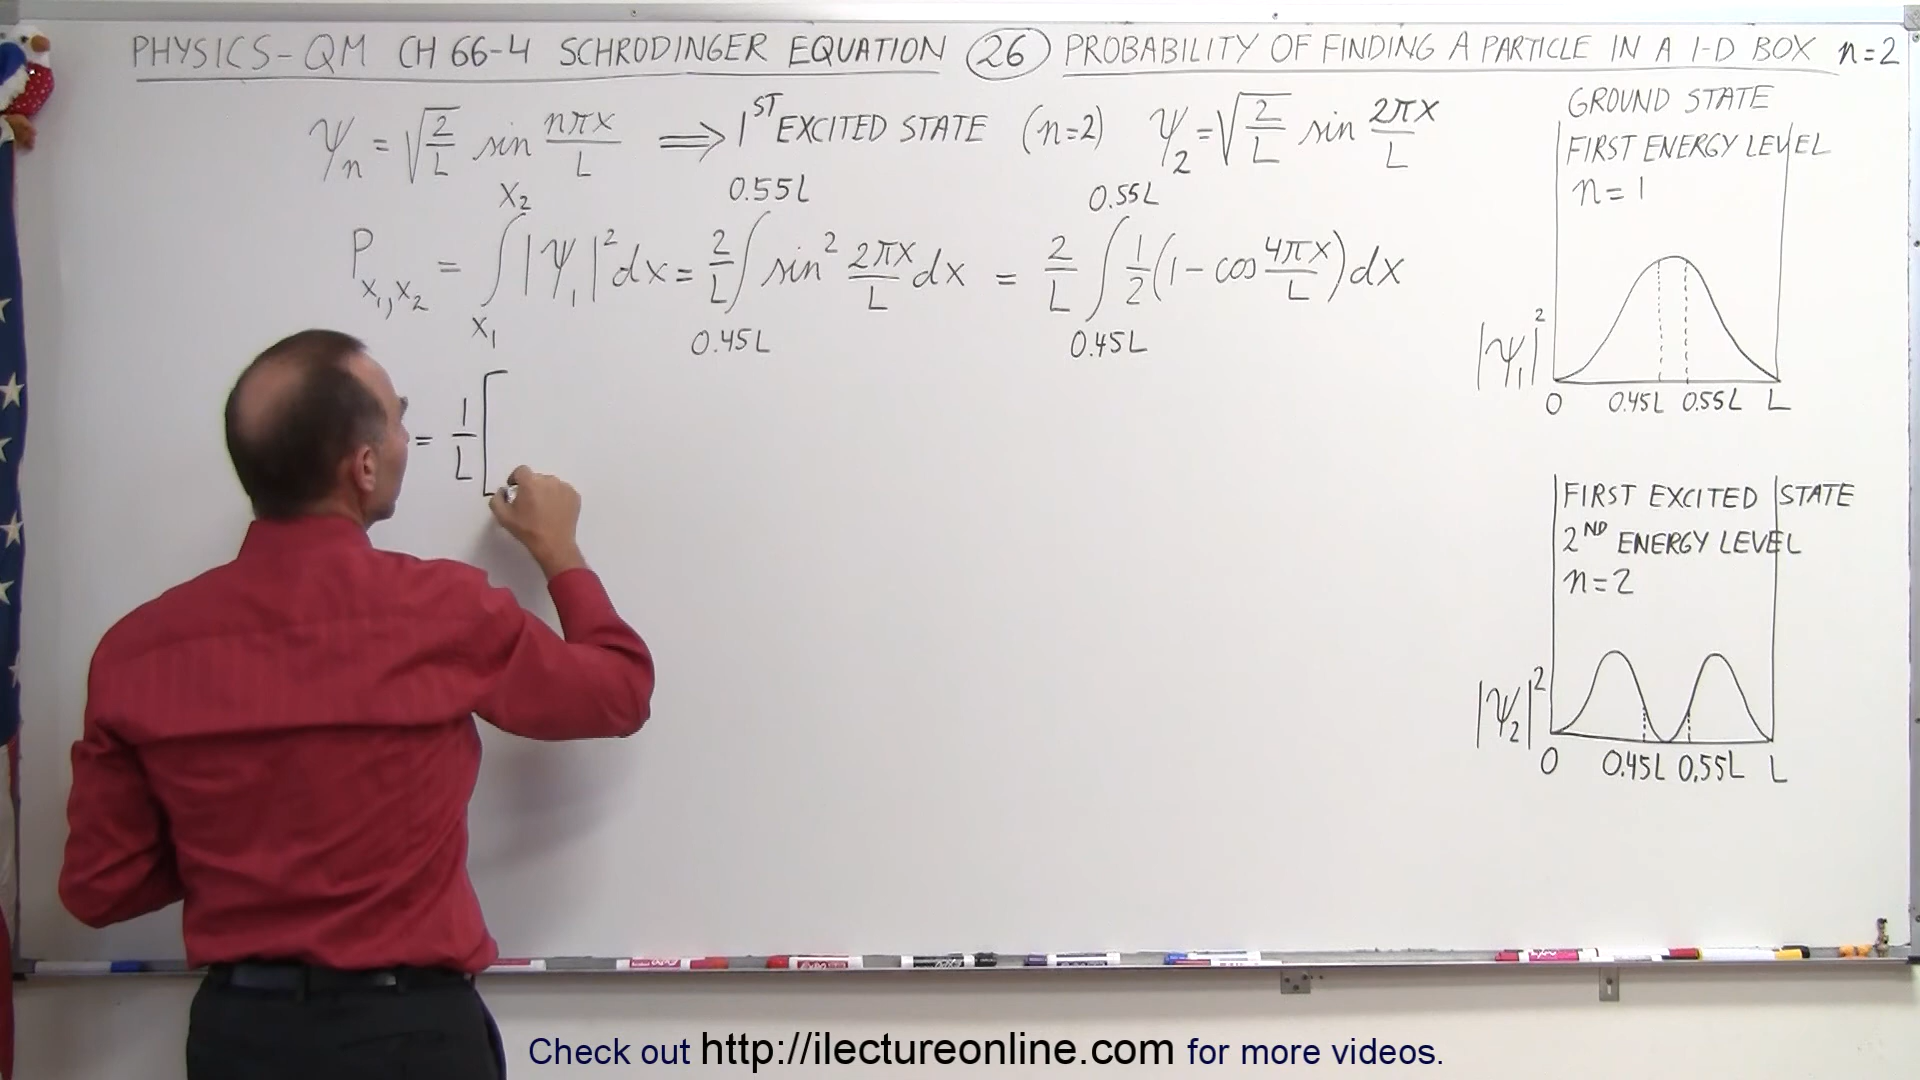 PHYSICS-QM CH 66-4 SCHRODINGER EQUATION 26 PROBABILITY OF FINDING A PARTICLE IN A 1-D BOX n=2
ψn = √(2/L) sin nπx/L ⟹ 1ST EXCITED STATE (n=2) ψ2 = √(2/L) sin 2πx/L
P x1,x2 = ∫ x1 x2 |ψ1|² dx = 2/L ∫ 0.45L 0.55L sin² 2πx/L dx = 2/L ∫ 0.45L 0.55L 1/2 (1 - cos 4πx/L) dx
= 1/L [
GROUND STATE
FIRST ENERGY LEVEL
n=1
|ψ1|²
0 0.45L 0.55L L
FIRST EXCITED STATE
2ND ENERGY LEVEL
n=2
|ψ2|²
0 0.45L 0.55L L
Check out http://ilectureonline.com for more videos.